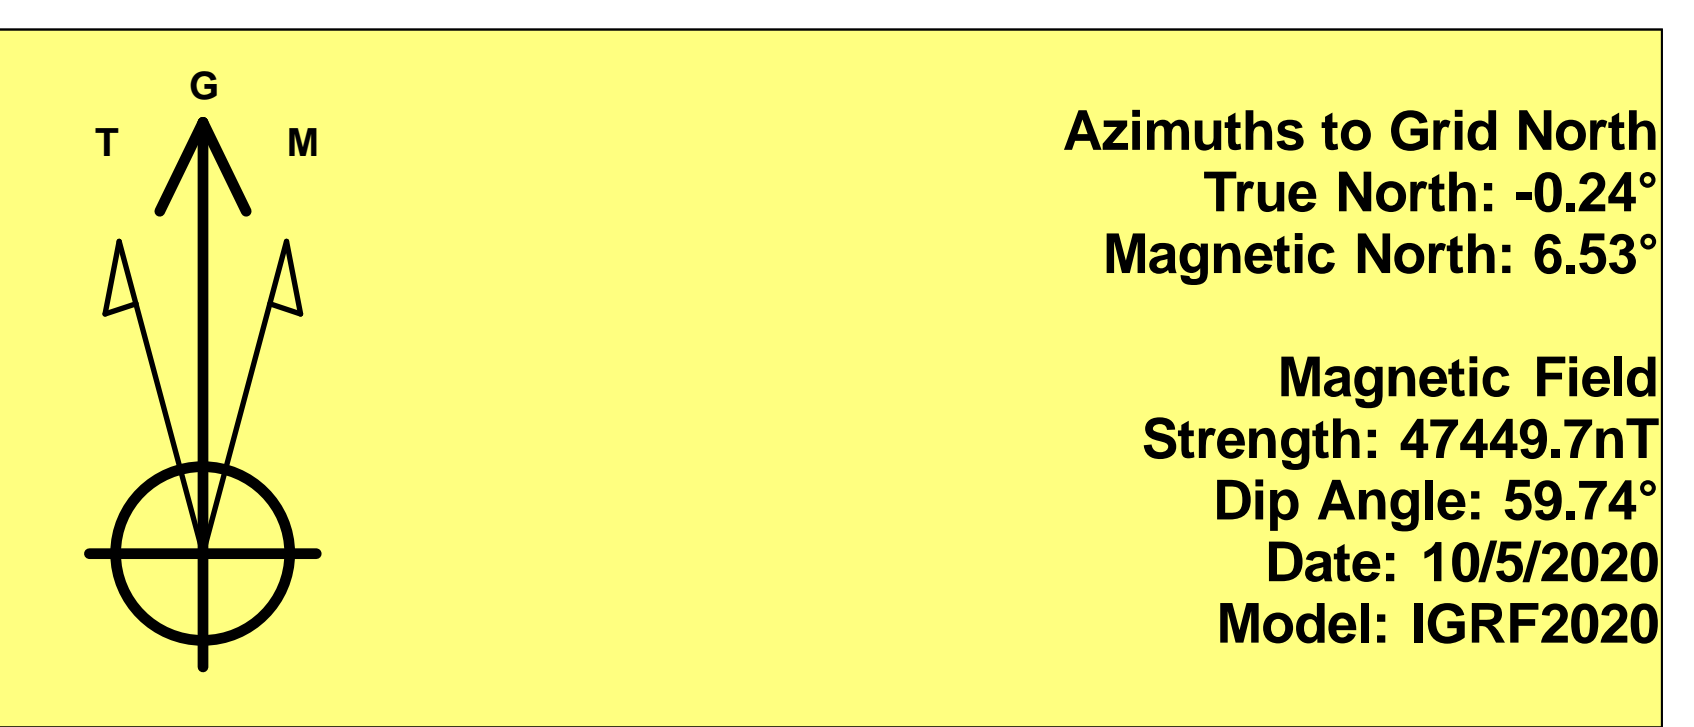 G
T M
Azimuths to Grid North
True North: -0.24°
Magnetic North: 6.53°
Magnetic Field
Strength: 47449.7nT
Dip Angle: 59.74°
Date: 10/5/2020
Model: IGRF2020